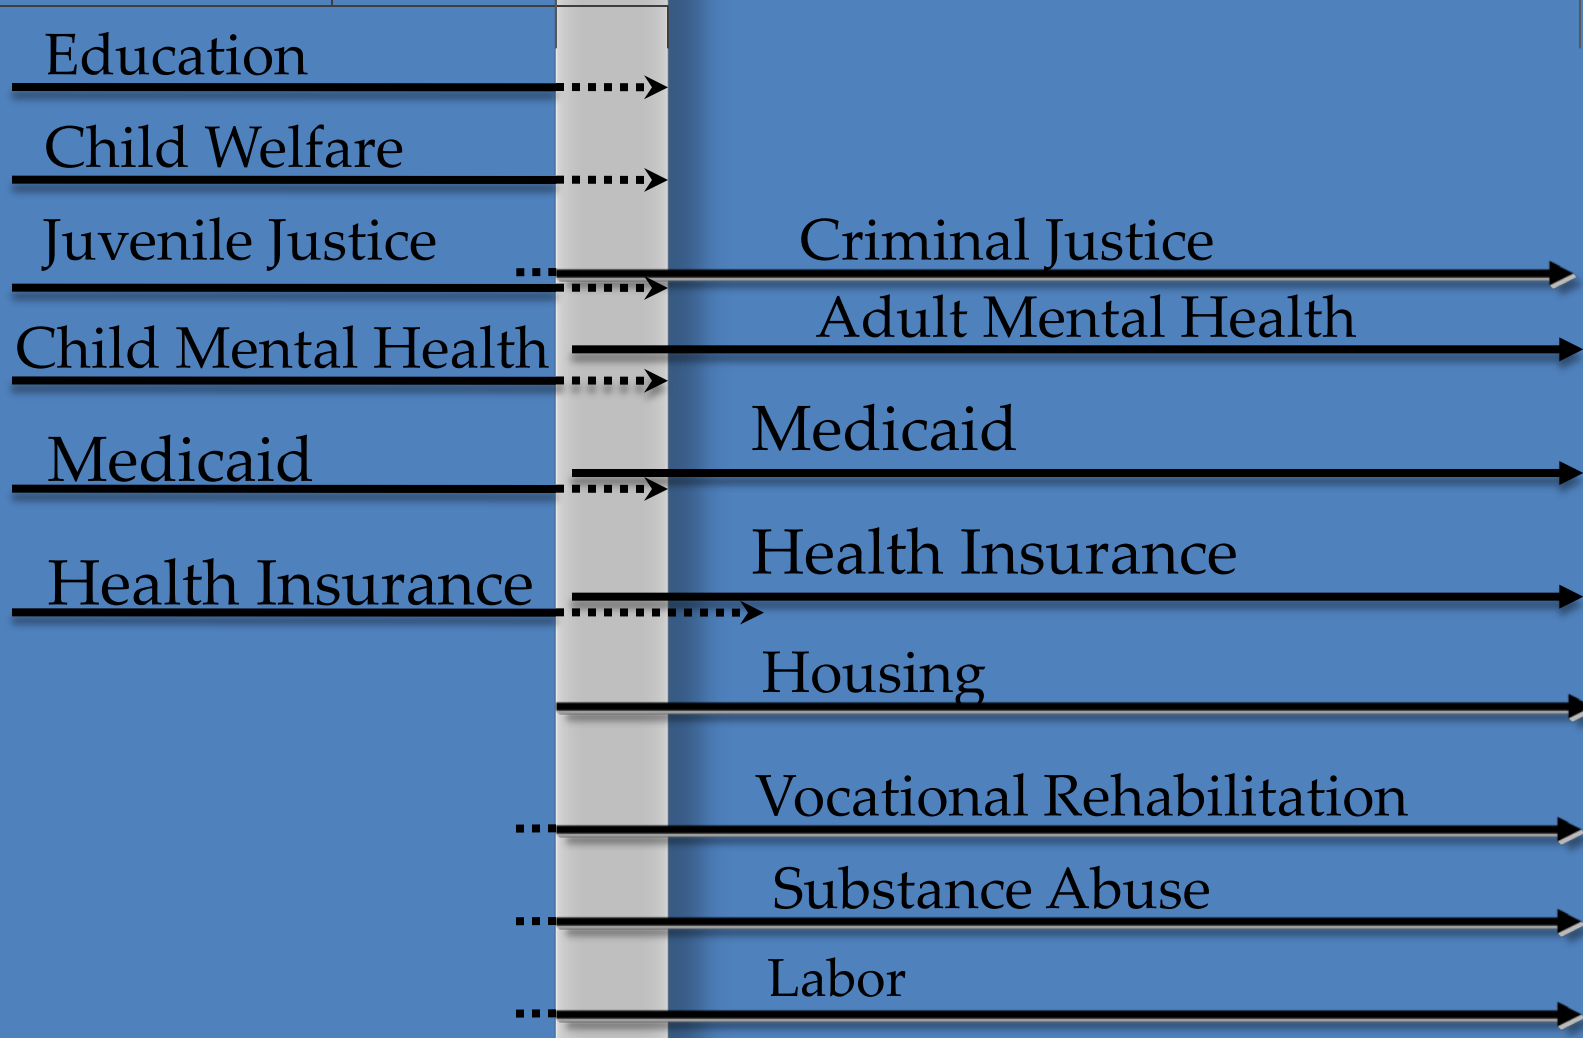 Education
Child Welfare
Juvenile Justice
Criminal Justice
Adult Mental Health
Child Mental Health
Medicaid
Medicaid
Health Insurance
Health Insurance
Housing
Vocational Rehabilitation
Substance Abuse
Labor